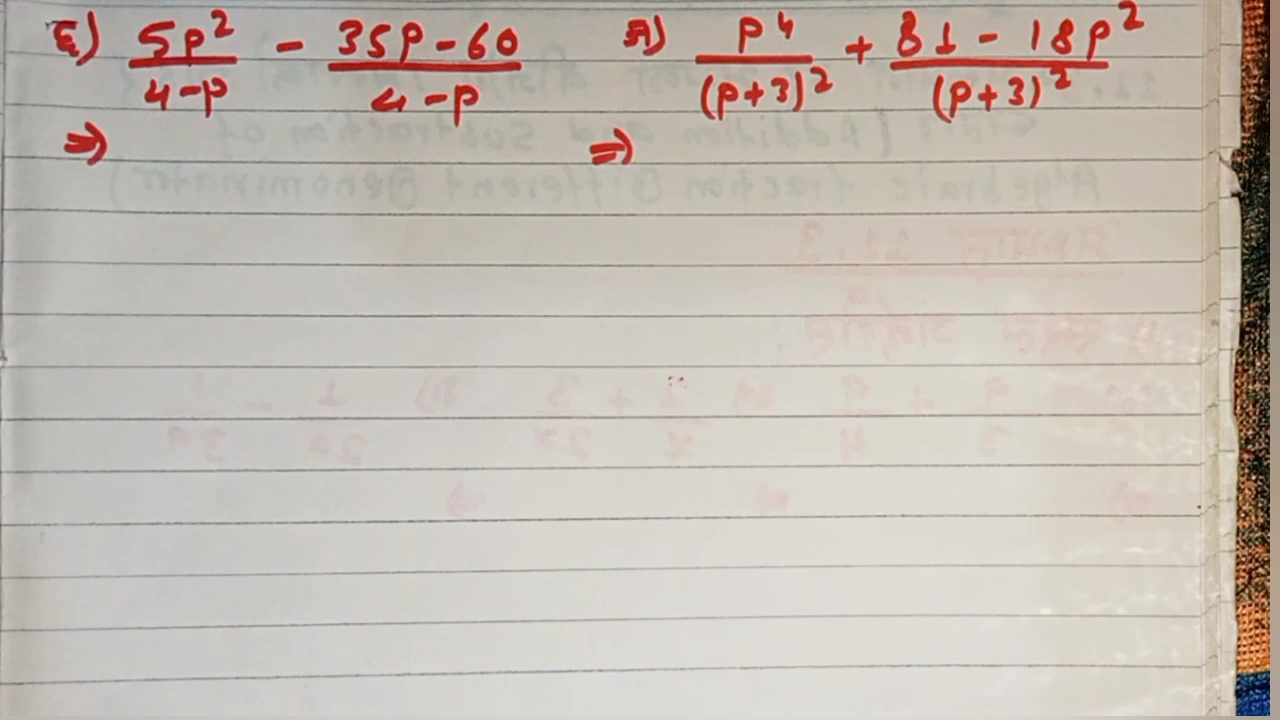 इ) 5p² / 4-p - 35p-60 / 4-p
ज) p⁴ / (p+3)² + 81-18p² / (p+3)²
⇒ ⇒